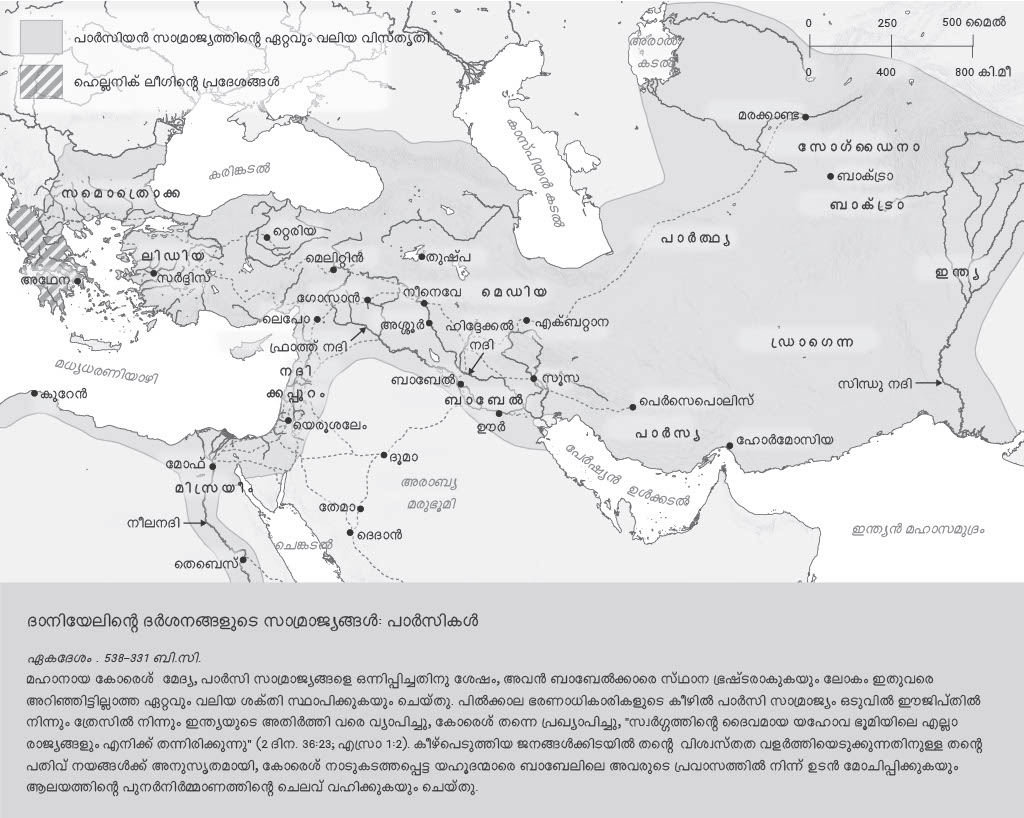 പാർസിയൻ സാമ്രാജ്യത്തിന്റെ ഏറ്റവും വലിയ വിസ്തൃതി
ഹെല്ലനിക് ലീഗിന്റെ പ്രദേശങ്ങൾ
0 250 500 മൈൽ
0 400 800 കി.മീ
അരാൽ
കടൽ
മരക്കാണ്ട
സോഗ്ഡൈനാ
ബാക്ട്രാ
ബാക്ട്രാ
കാസ്പിയൻ കടൽ
കരിങ്കടൽ
സമൊത്രൊക്ക
റ്റെരിയ
പാർത്ഥ്യ
ലിഡിയ
മെലിറ്റിൻ
തുഷ്പ
ഇന്ത്യ
അഥേന
സർദ്ദിസ്
ഗോസാൻ
നീനെവേ
മെഡിയ
ലെപോ
അശ്ശൂർ
ഹിദ്ദേക്കൽ
നദി
എക്ബറ്റാന
ഫ്രാത്ത് നദി
ഡ്രാഗെന്ന
മധ്യധരണിയാഴി
നദി
ക്കപ്പുറം
ബാബേൽ
സൂസ
സിന്ധു നദി
കുറേൻ
ബാബേൽ
പെർസെപൊലിസ്
ഊർ
യെരൂശലേം
പാർസ്യ
ഹോർമോസിയ
മോഫ്
ദൂമാ
പേർഷ്യൻ ഉൾക്കടൽ
മിസ്രയീം
അരാബ്യ
മരുഭൂമി
തേമാ
നീലനദി
ദെദാൻ
ഇന്ത്യൻ മഹാസമുദ്രം
ചെങ്കടൽ
തെബെസ്
ദാനിയേലിന്റെ ദർശനങ്ങളുടെ സാമ്രാജ്യങ്ങൾ: പാർസികൾ
ഏകദേശം . 538–331 ബി.സി.
മഹാനായ കോരെശ് മേദ്യ, പാർസി സാമ്രാജ്യങ്ങളെ ഒന്നിപ്പിച്ചതിനു ശേഷം, അവൻ ബാബേൽക്കാരെ സ്ഥാന ഭ്രഷ്ടരാകുകയും ലോകം ഇതുവരെ
അറിഞ്ഞിട്ടില്ലാത്ത ഏറ്റവും വലിയ ശക്തി സ്ഥാപിക്കുകയും ചെയ്തു. പിൽക്കാല ഭരണാധികാരികളുടെ കീഴിൽ പാർസി സാമ്രാജ്യം ഒടുവിൽ ഈജിപ്തിൽ
നിന്നും ത്രേസിൽ നിന്നും ഇന്ത്യയുടെ അതിർത്തി വരെ വ്യാപിച്ചു, കോരേശ് തന്നെ പ്രഖ്യാപിച്ചു, "സ്വർഗ്ഗത്തിന്റെ ദൈവമായ യഹോവ ഭൂമിയിലെ എല്ലാ
രാജ്യങ്ങളും എനിക്ക് തന്നിരിക്കുന്നു" (2 ദിന. 36:23; എസ്രാ 1:2). കീഴ്പെടുത്തിയ ജനങ്ങൾക്കിടയിൽ തന്റെ വിശ്വസ്തത വളർത്തിയെടുക്കുന്നതിനുള്ള തന്റെ
പതിവ് നയങ്ങൾക്ക് അനുസൃതമായി, കോരെശ് നാടുകടത്തപ്പെട്ട യഹൂദന്മാരെ ബാബേലിലെ അവരുടെ പ്രവാസത്തിൽ നിന്ന് ഉടൻ മോചിപ്പിക്കുകയും
ആലയത്തിന്റെ പുനർനിർമ്മാണത്തിന്റെ ചെലവ് വഹിക്കുകയും ചെയ്തു.